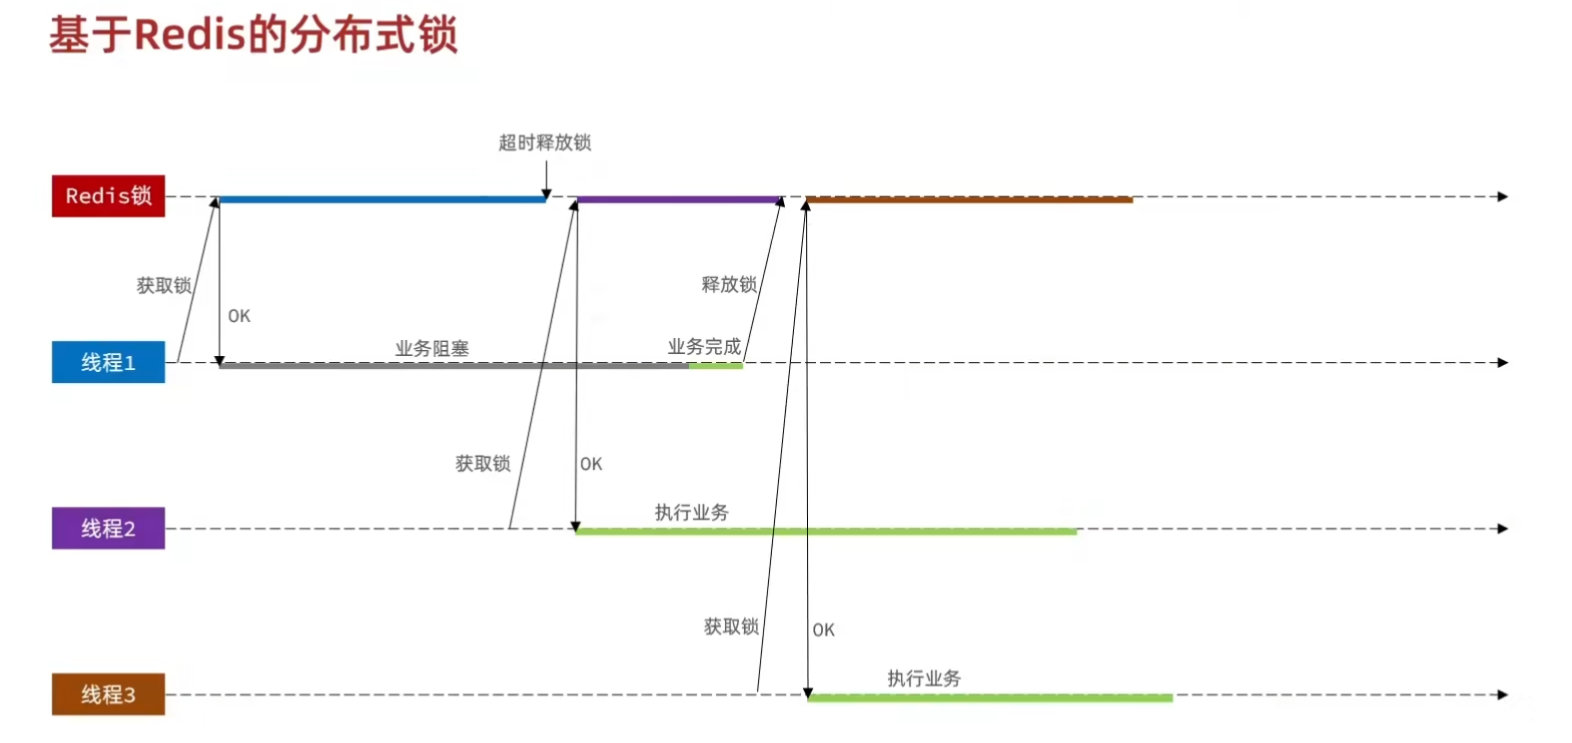 基于Redis的分布式锁
超时释放锁
Redis锁
获取锁
释放锁
OK
业务阻塞
业务完成
线程1
获取锁
OK
执行业务
线程2
获取锁
OK
执行业务
线程3